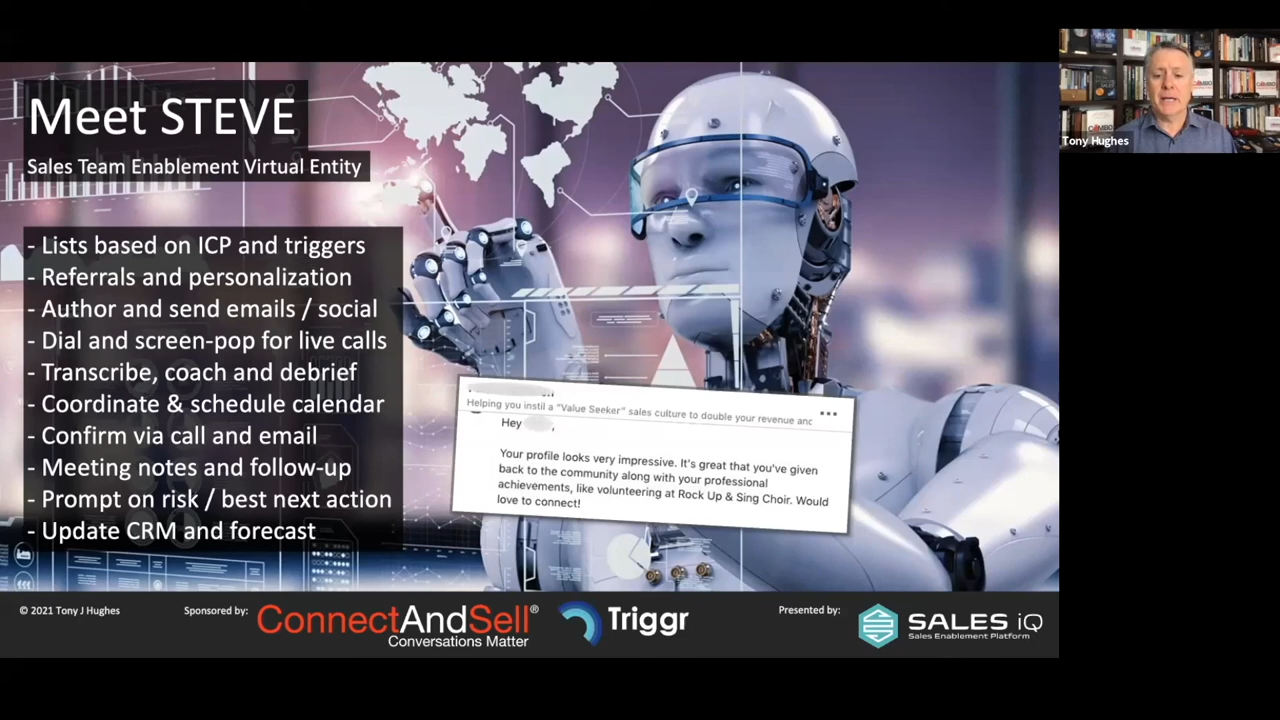 Meet STEVE
Sales Team Enablement Virtual Entity
- Lists based on ICP and triggers
- Referrals and personalization
- Author and send emails / social
- Dial and screen-pop for live calls
- Transcribe, coach and debrief
- Coordinate & schedule calendar
- Confirm via call and email
- Meeting notes and follow-up
- Prompt on risk / best next action
- Update CRM and forecast
Helping you instil a “Value Seeker” sales culture to double your revenue anc
Hey ,
Your profile looks very impressive. It's great that you've given
back to the community along with your professional
achievements, like volunteering at Rock Up & Sing Choir. Would
love to connect!
© 2021 Tony J Hughes
Sponsored by:
ConnectAndSell®
Conversations Matter
Triggr
Presented by:
SALES iQ
Sales Enablement Platform
Tony Hughes
COMBO